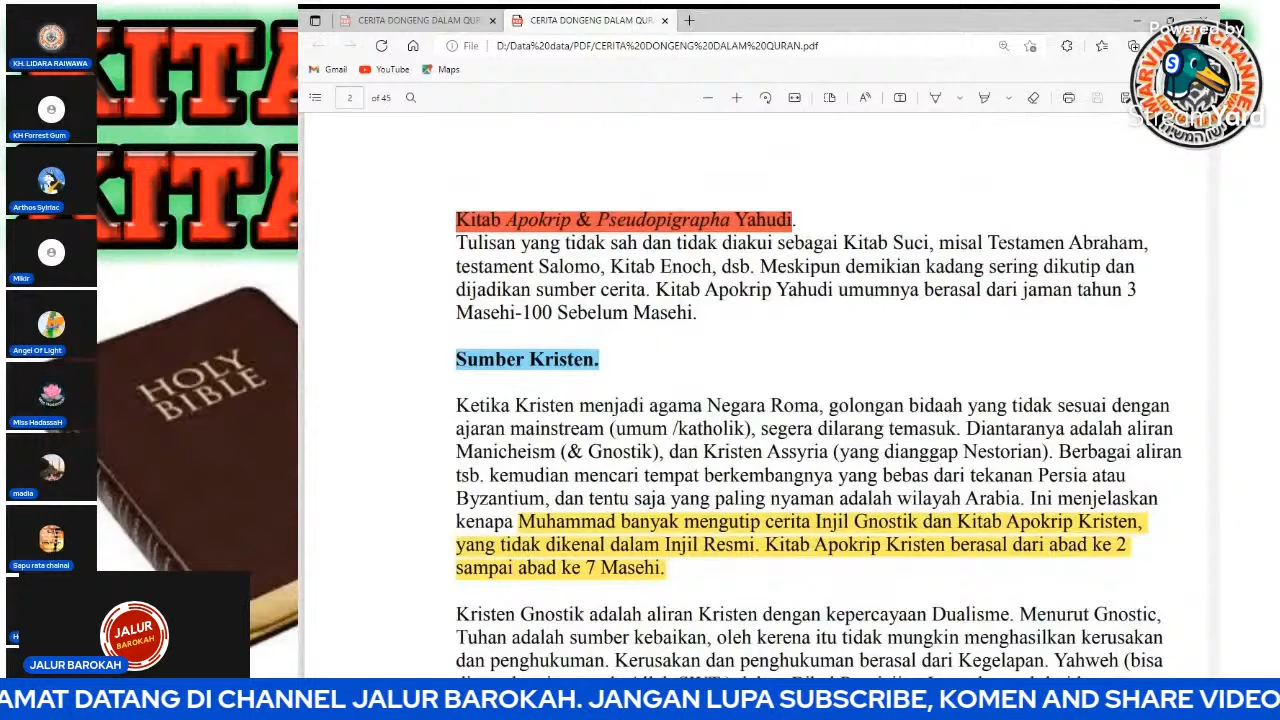 KITA
KITA
HOLY
BIBLE
KH. LIDARA RAIWAWA
KH Forrest Gum
Arthos Syiriac
Mikir
Angel Of Light
Miss HadassaH
madia
Sapu rata chainal
JALUR
BAROKAH
JALUR BAROKAH
CERITA DONGENG DALAM QUR
CERITA DONGENG DALAM QUR
File
D:/Data%20data/PDF/CERITA%20DONGENG%20DALAM%20QURAN.pdf
Gmail
YouTube
Maps
2
of 45
Powered by
StreamYard
MARVIN 27 CHANNEL
Kitab Apokrip & Pseudopigrapha Yahudi.
Tulisan yang tidak sah dan tidak diakui sebagai Kitab Suci, misal Testamen Abraham,
testament Salomo, Kitab Enoch, dsb. Meskipun demikian kadang sering dikutip dan
dijadikan sumber cerita. Kitab Apokrip Yahudi umumnya berasal dari jaman tahun 3
Masehi-100 Sebelum Masehi.
Sumber Kristen.
Ketika Kristen menjadi agama Negara Roma, golongan bidaah yang tidak sesuai dengan
ajaran mainstream (umum /katholik), segera dilarang temasuk. Diantaranya adalah aliran
Manicheism (& Gnostik), dan Kristen Assyria (yang dianggap Nestorian). Berbagai aliran
tsb. kemudian mencari tempat berkembangnya yang bebas dari tekanan Persia atau
Byzantium, dan tentu saja yang paling nyaman adalah wilayah Arabia. Ini menjelaskan
kenapa Muhammad banyak mengutip cerita Injil Gnostik dan Kitab Apokrip Kristen,
yang tidak dikenal dalam Injil Resmi. Kitab Apokrip Kristen berasal dari abad ke 2
sampai abad ke 7 Masehi.
Kristen Gnostik adalah aliran Kristen dengan kepercayaan Dualisme. Menurut Gnostic,
Tuhan adalah sumber kebaikan, oleh kerena itu tidak mungkin menghasilkan kerusakan
dan penghukuman. Kerusakan dan penghukuman berasal dari Kegelapan. Yahweh (bisa
AMAT DATANG DI CHANNEL JALUR BAROKAH. JANGAN LUPA SUBSCRIBE, KOMEN AND SHARE VIDEO